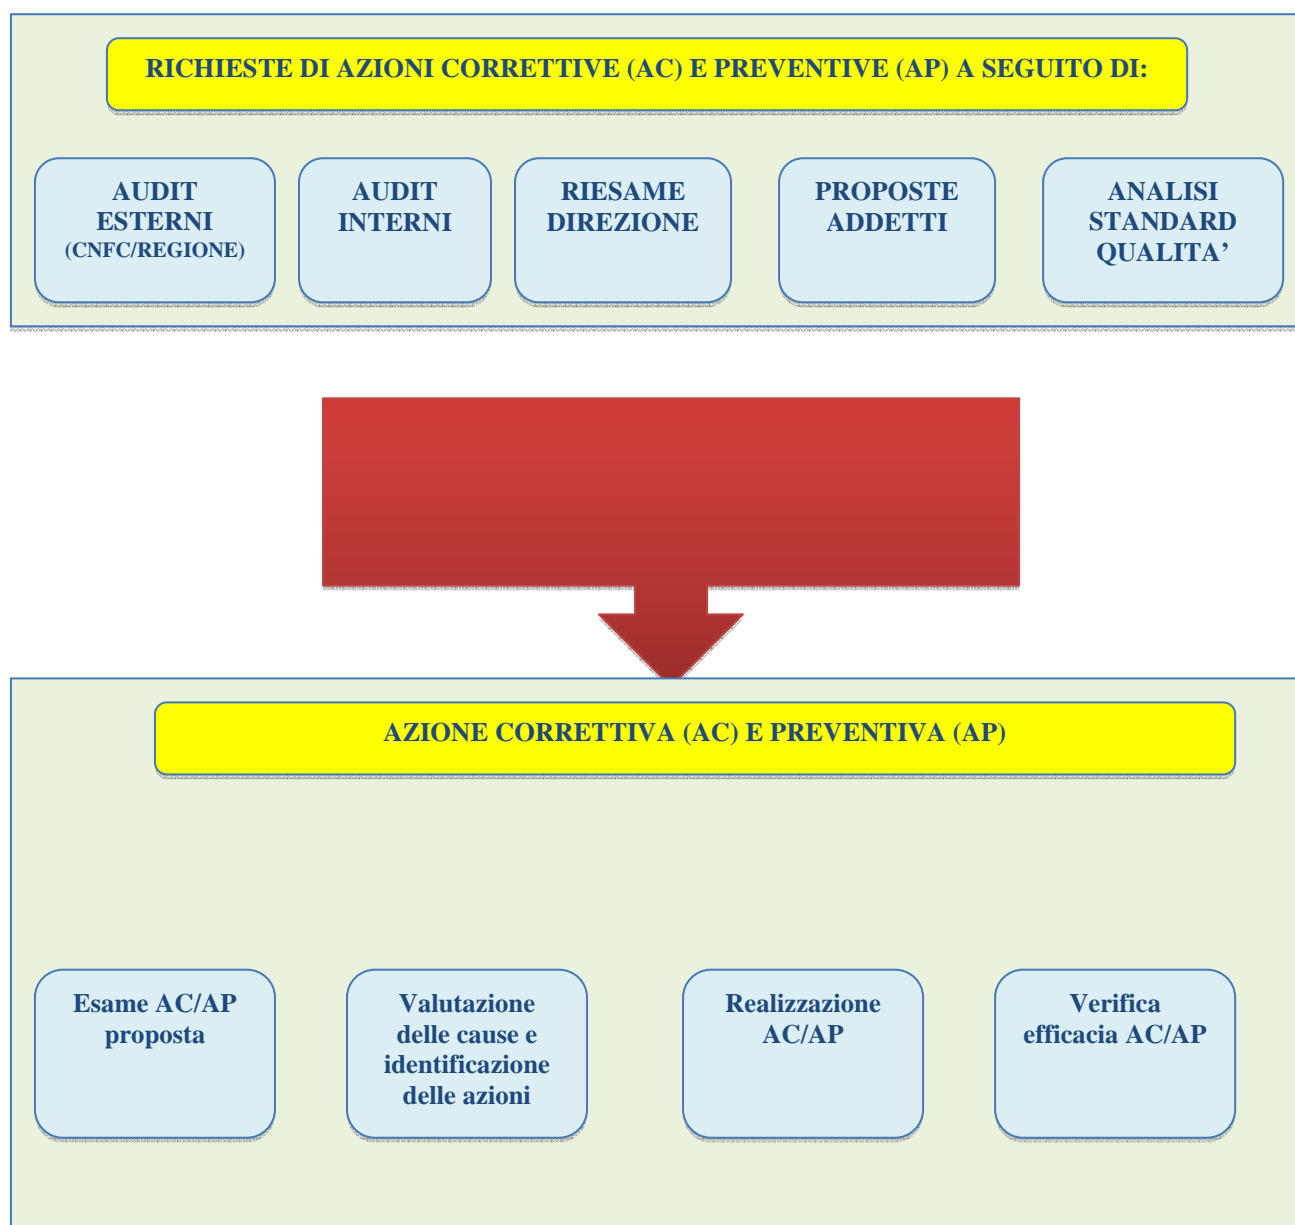 RICHIESTE DI AZIONI CORRETTIVE (AC) E PREVENTIVE (AP) A SEGUITO DI:
AUDIT
ESTERNI
(CNFC/REGIONE)
AUDIT
INTERNI
RIESAME
DIREZIONE
PROPOSTE
ADDETTI
ANALISI
STANDARD
QUALITA’
AZIONE CORRETTIVA (AC) E PREVENTIVA (AP)
Esame AC/AP
proposta
Valutazione
delle cause e
identificazione
delle azioni
Realizzazione
AC/AP
Verifica
efficacia AC/AP